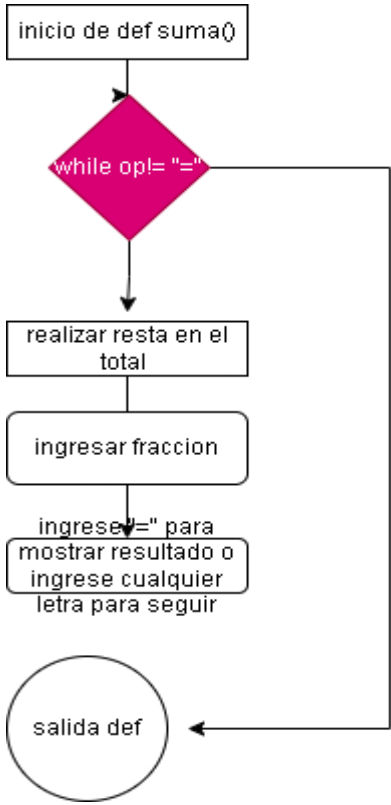 inicio de def suma()
while op!= "="
realizar resta en el
total
ingresar fraccion
ingrese "=" para
mostrar resultado o
ingrese cualquier
letra para seguir
salida def